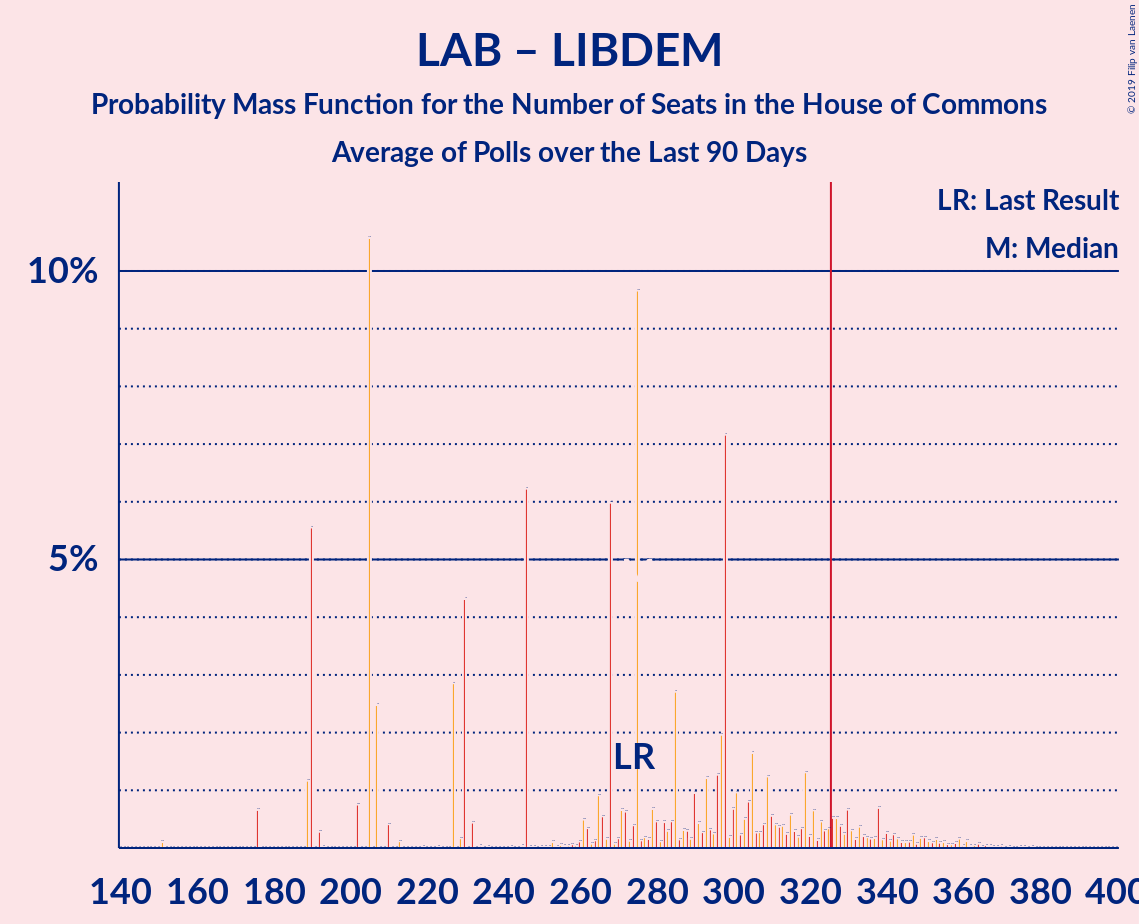 LAB – LIBDEM
Probability Mass Function for the Number of Seats in the House of Commons
Average of Polls over the Last 90 Days
© 2019 Filip van Laenen
LR: Last Result
M: Median
10%
5%
LR
140 160 180 200 220 240 260 280 300 320 340 360 380 400